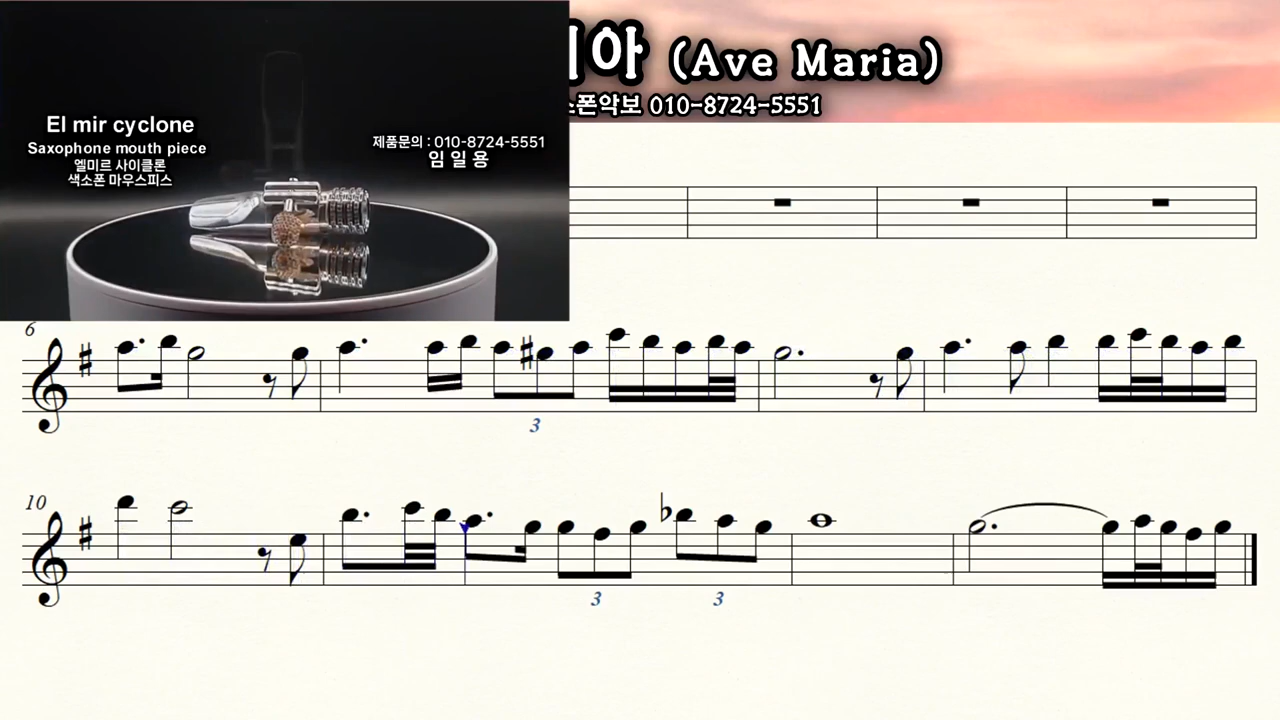 아 (Ave Maria)
폰악보 010-8724-5551
El mir cyclone
Saxophone mouth piece
엘미르 사이클론
색소폰 마우스피스
제품문의 : 010-8724-5551
임 일 용
6
3
10
3
3